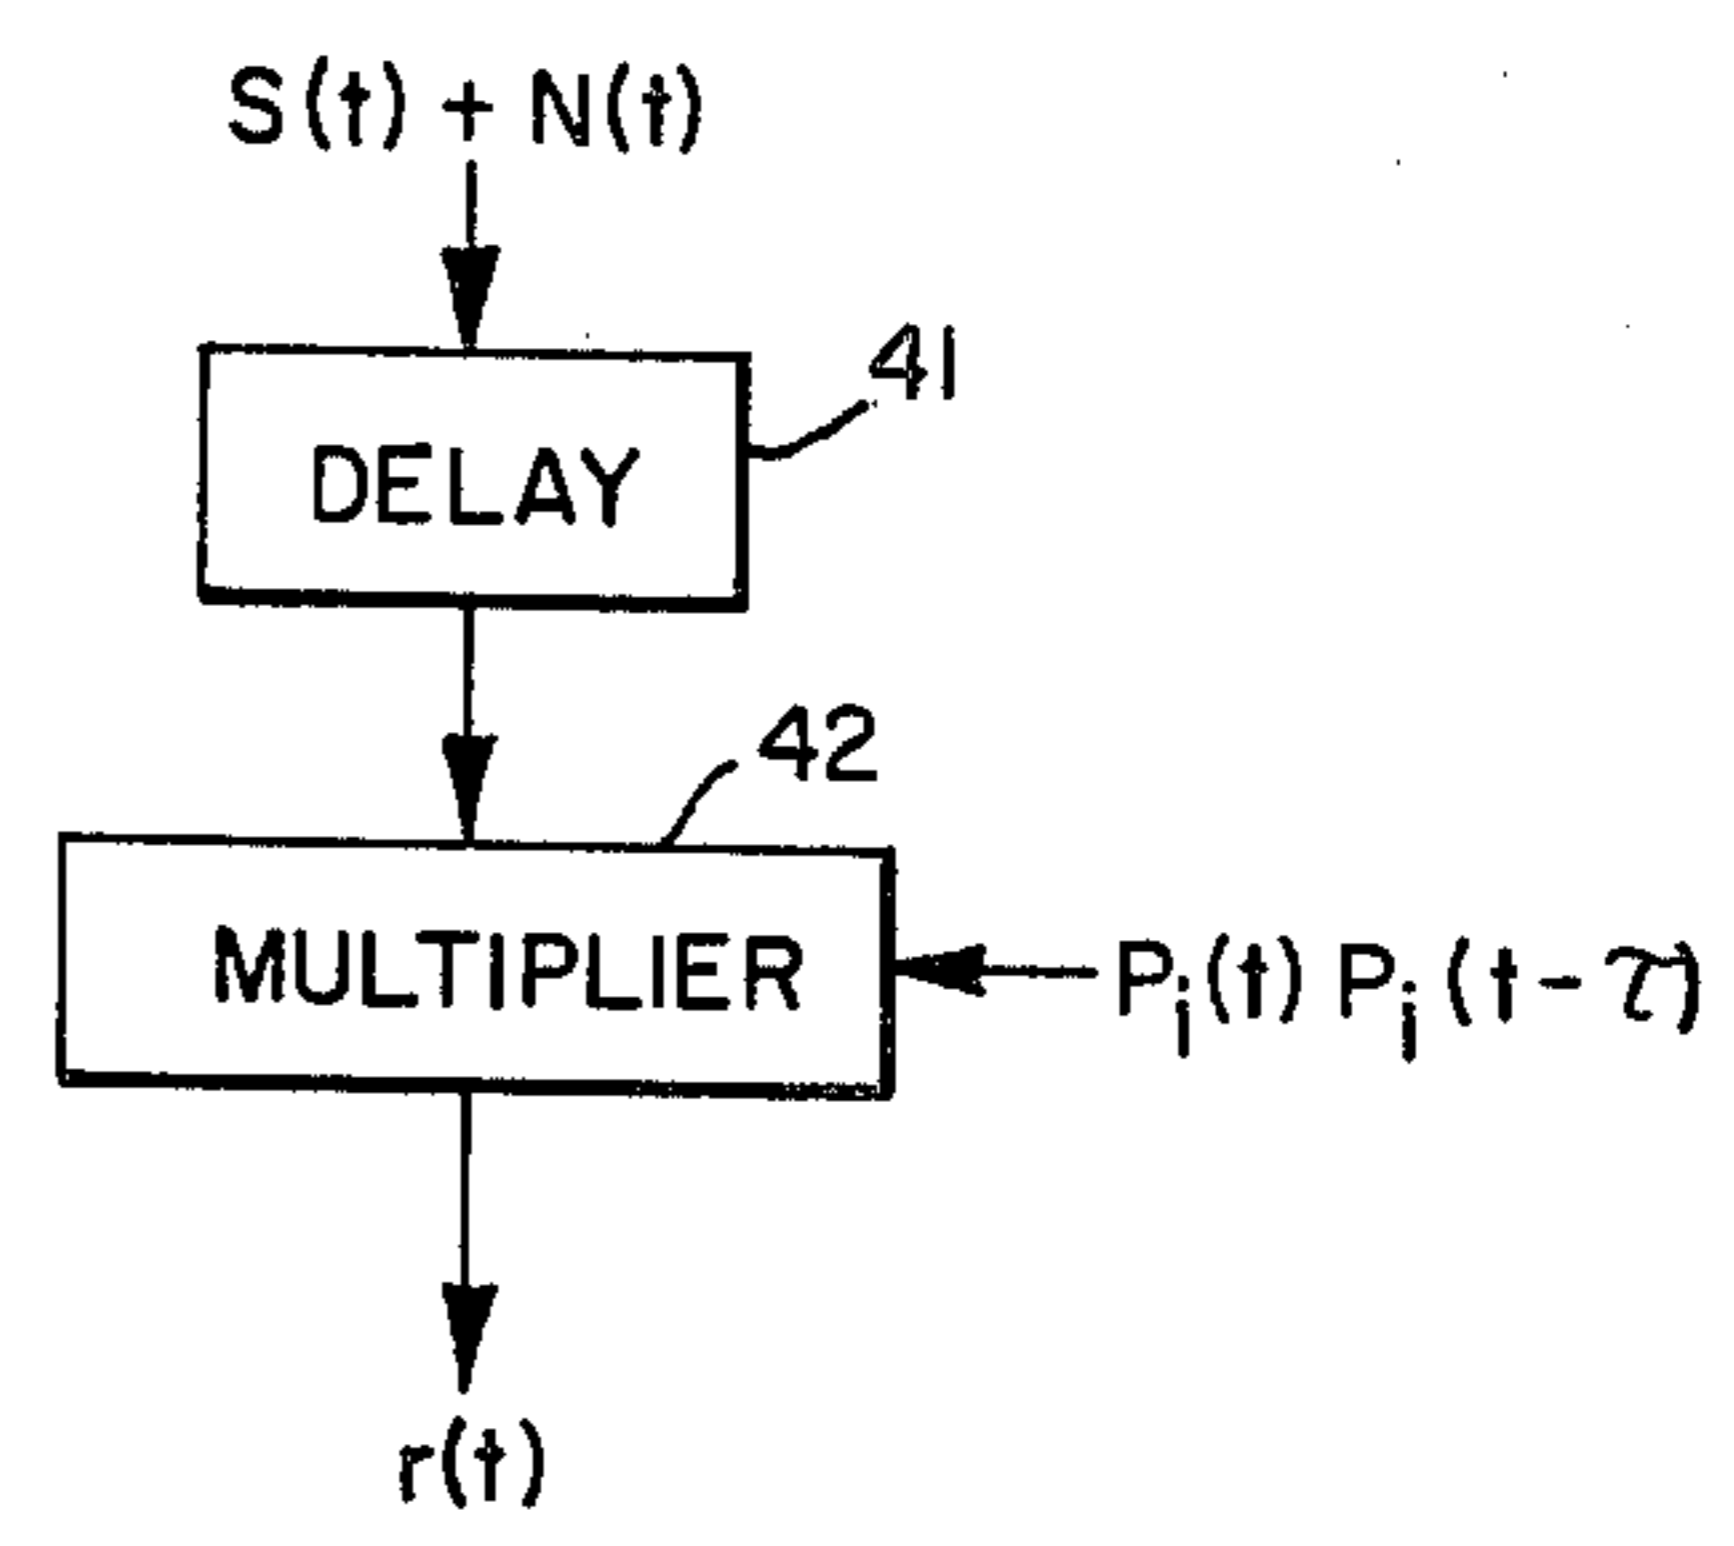 S(t) + N(t)
41
DELAY
42
MULTIPLIER
Pi(t) Pi(t-τ)
r(t)